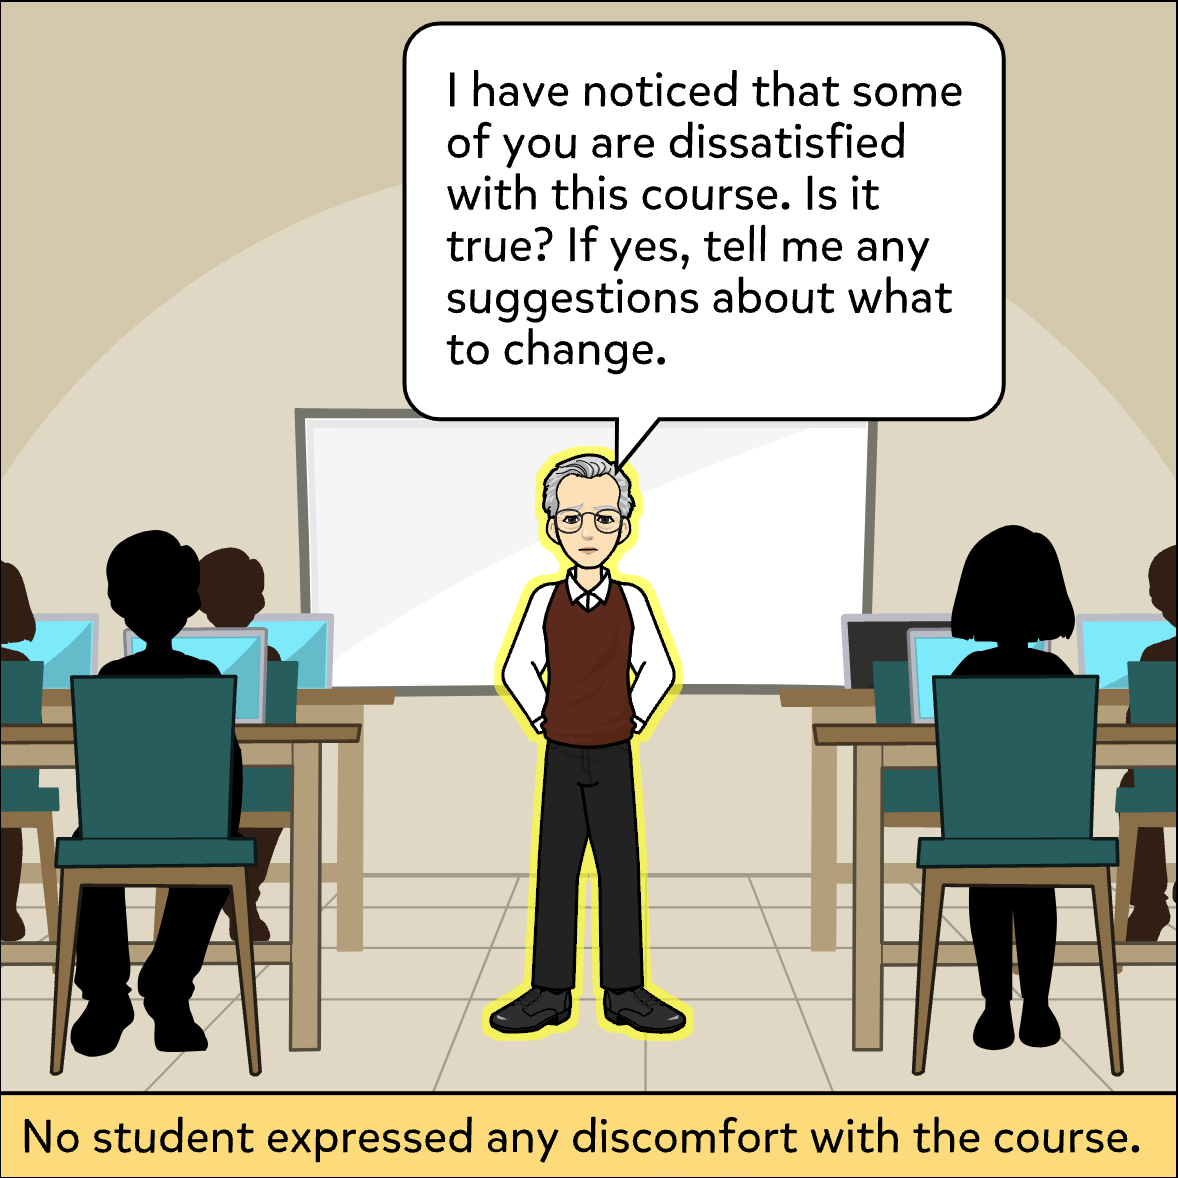 I have noticed that some
of you are dissatisfied
with this course. Is it
true? If yes, tell me any
suggestions about what
to change.
No student expressed any discomfort with the course.